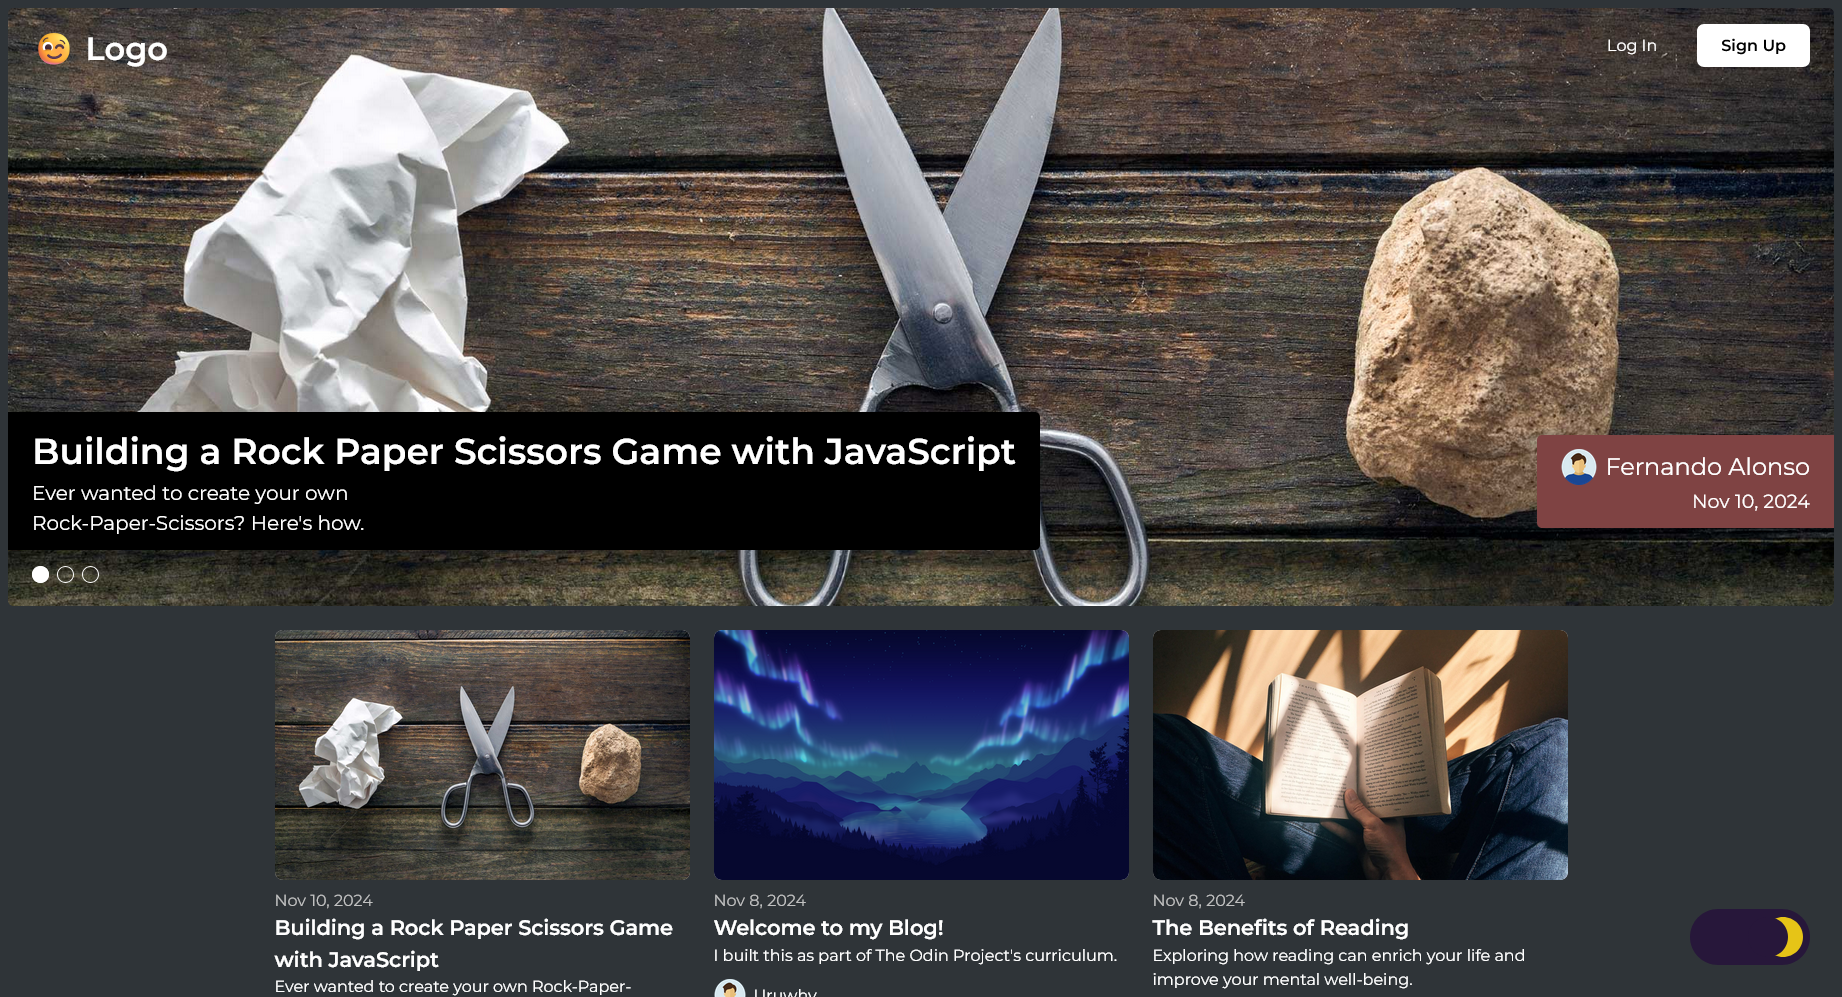 Logo
Log In
Sign Up
Building a Rock Paper Scissors Game with JavaScript
Ever wanted to create your own
Rock-Paper-Scissors? Here's how.
Fernando Alonso
Nov 10, 2024
Nov 10, 2024
Building a Rock Paper Scissors Game
with JavaScript
Ever wanted to create your own Rock-Paper-
Nov 8, 2024
Welcome to my Blog!
I built this as part of The Odin Project's curriculum.
Uruwhy
Nov 8, 2024
The Benefits of Reading
Exploring how reading can enrich your life and
improve your mental well-being.